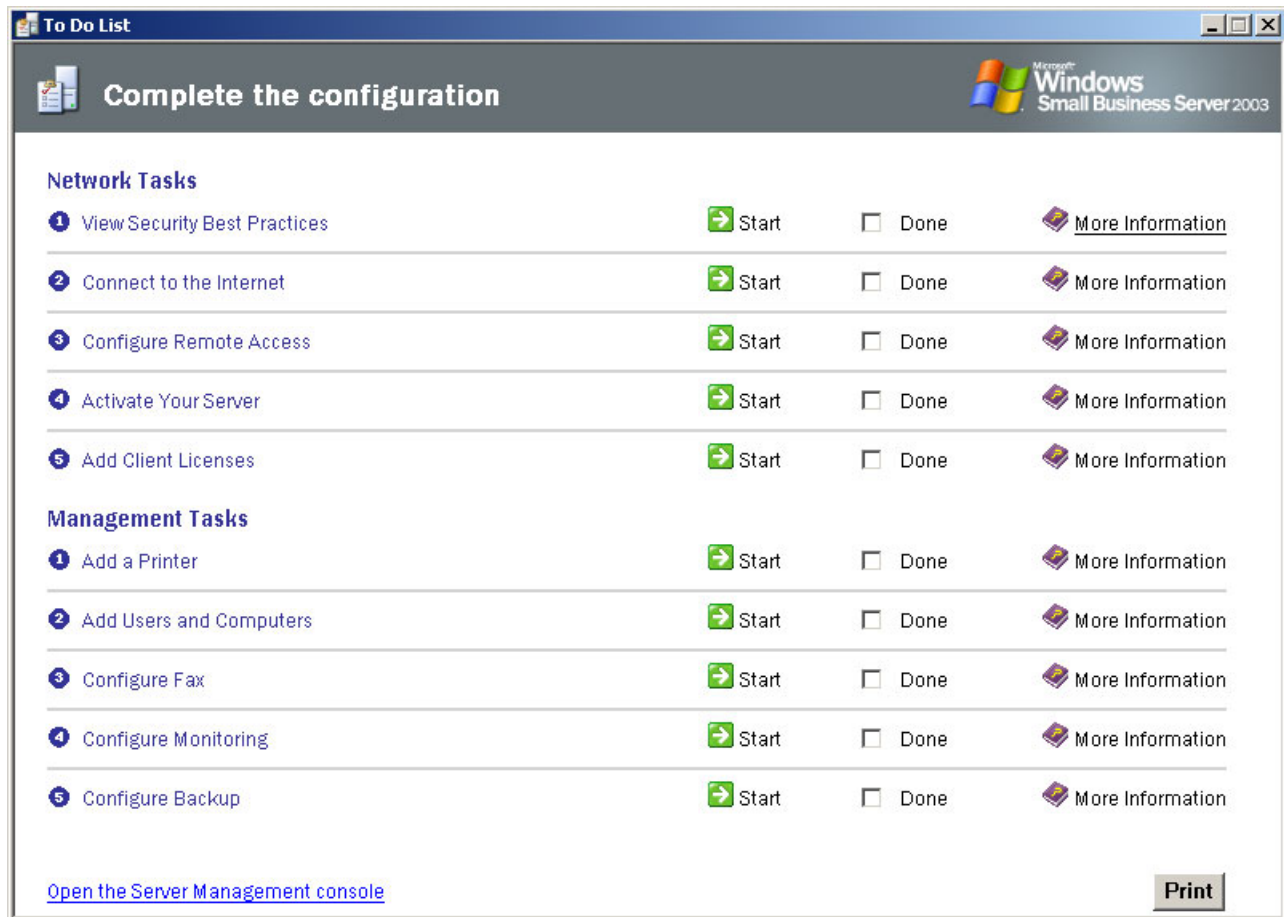 To Do List
Complete the configuration
Microsoft
Windows
Small Business Server 2003
Network Tasks
1 View Security Best Practices Start Done More Information
2 Connect to the Internet Start Done More Information
3 Configure Remote Access Start Done More Information
4 Activate Your Server Start Done More Information
5 Add Client Licenses Start Done More Information
Management Tasks
1 Add a Printer Start Done More Information
2 Add Users and Computers Start Done More Information
3 Configure Fax Start Done More Information
4 Configure Monitoring Start Done More Information
5 Configure Backup Start Done More Information
Open the Server Management console Print